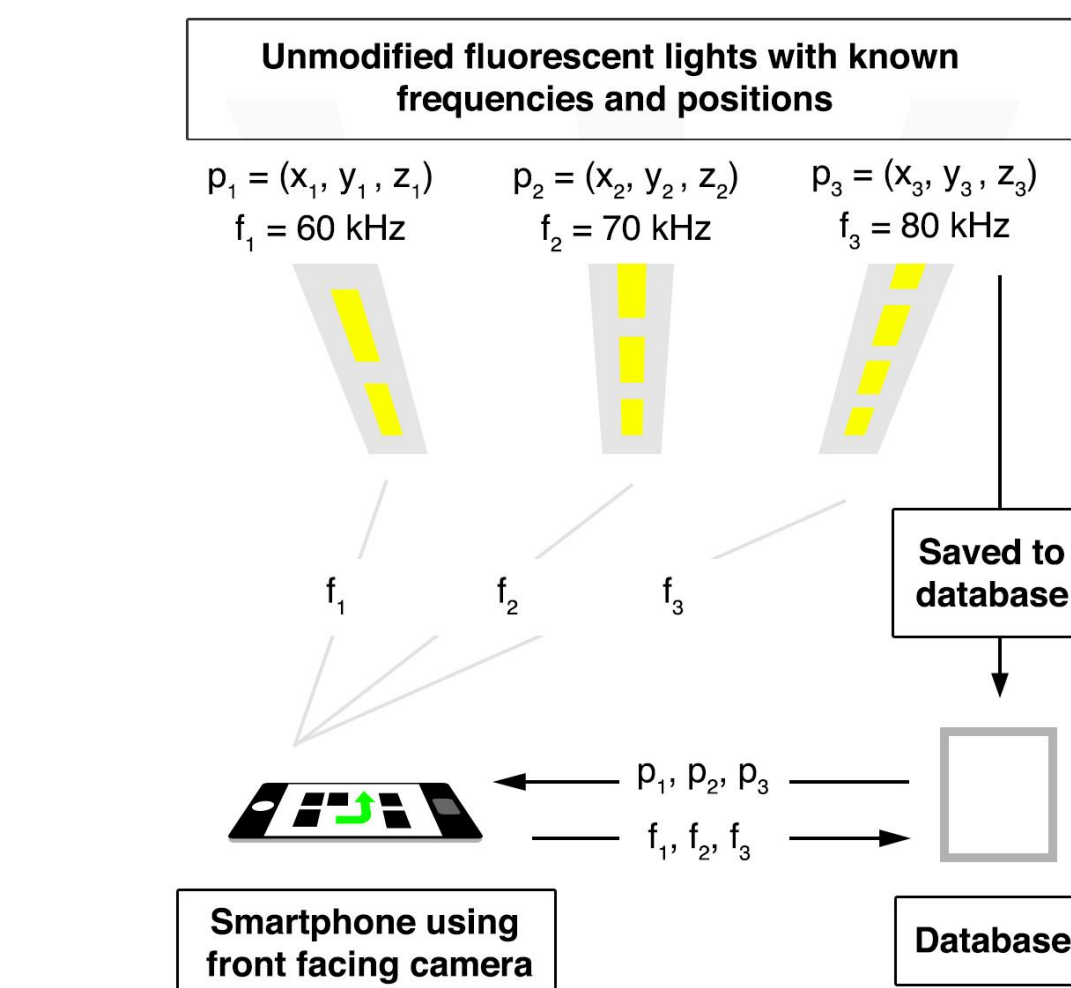 Unmodified fluorescent lights with known
frequencies and positions
p₁ = (x₁, y₁, z₁) p₂ = (x₂, y₂, z₂) p₃ = (x₃, y₃, z₃)
f₁ = 60 kHz f₂ = 70 kHz f₃ = 80 kHz
Saved to
database
f₁ f₂ f₃
p₁, p₂, p₃
f₁, f₂, f₃
Smartphone using
front facing camera
Database